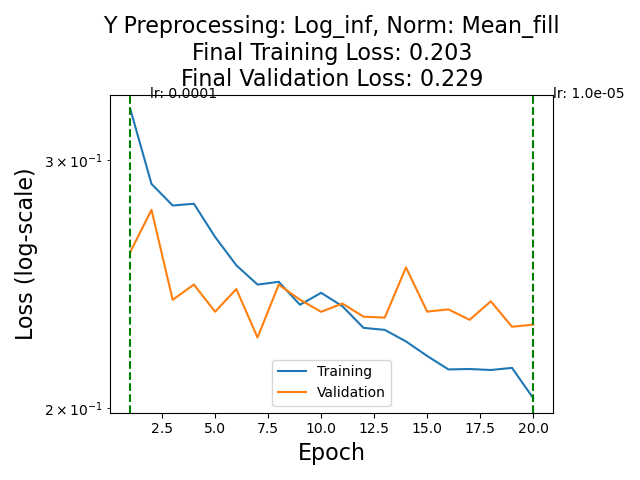 Y Preprocessing: Log_inf, Norm: Mean_fill
Final Training Loss: 0.203
Final Validation Loss: 0.229
lr: 0.0001
lr: 1.0e-05
3 × 10⁻¹
2 × 10⁻¹
Loss (log-scale)
Training
Validation
2.5 5.0 7.5 10.0 12.5 15.0 17.5 20.0
Epoch